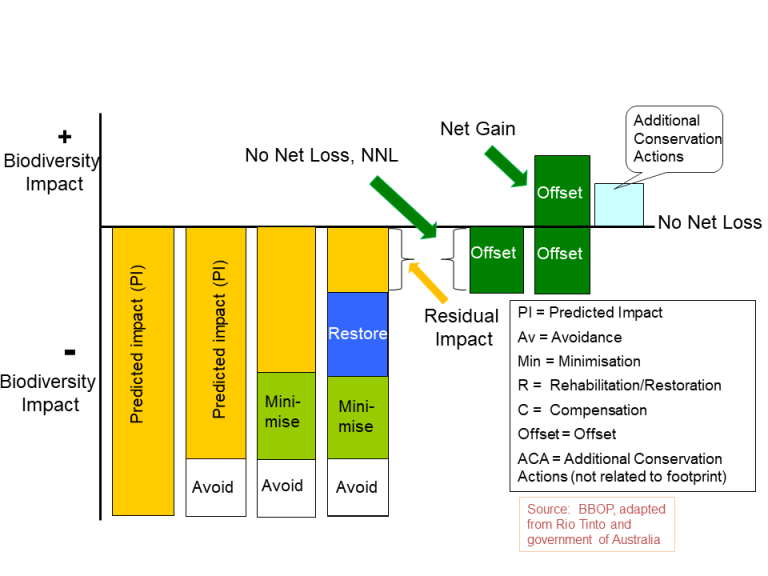 +
Biodiversity
Impact
-
Biodiversity
Impact
Predicted impact (PI)
Predicted impact (PI)
Avoid
Mini-
mise
Avoid
Restore
Mini-
mise
Avoid
No Net Loss, NNL
Net Gain
Residual
Impact
Offset
Offset
Offset
Additional
Conservation
Actions
No Net Loss
PI = Predicted Impact
Av = Avoidance
Min = Minimisation
R = Rehabilitation/Restoration
C = Compensation
Offset = Offset
ACA = Additional Conservation
Actions (not related to footprint)
Source: BBOP, adapted
from Rio Tinto and
government of Australia